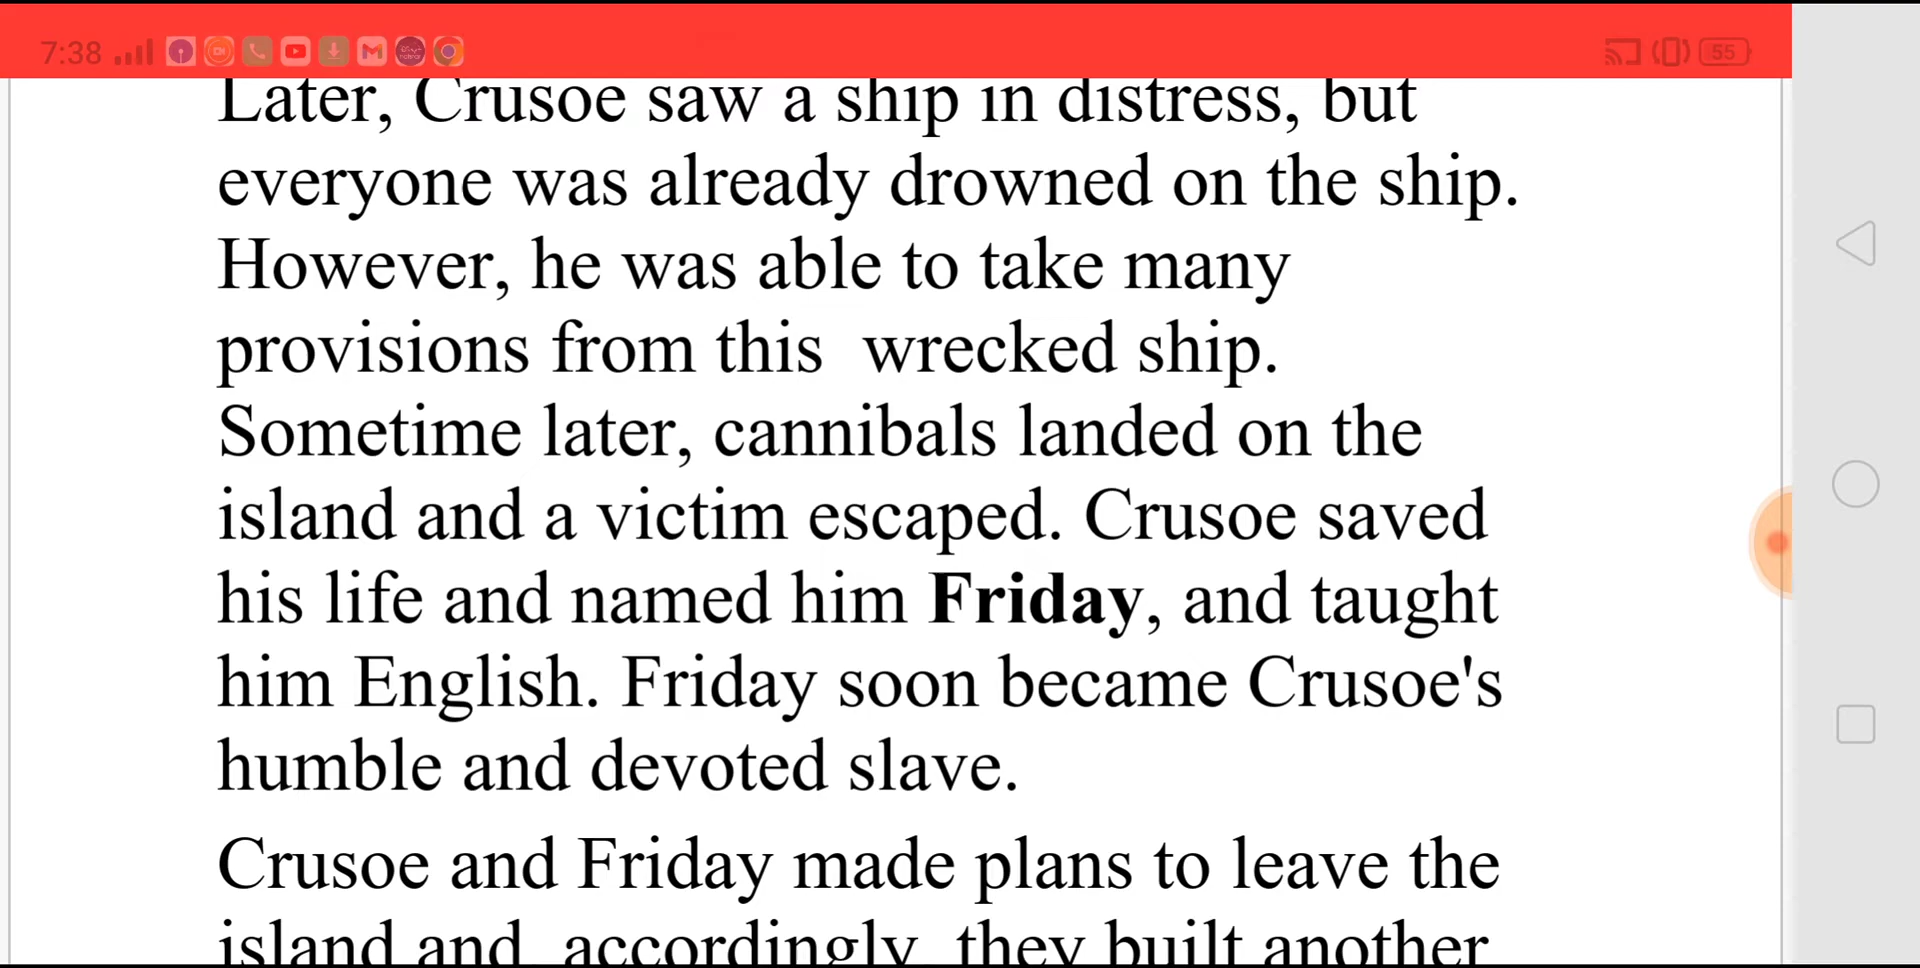 7:38
55
Later, Crusoe saw a ship in distress, but
everyone was already drowned on the ship.
However, he was able to take many
provisions from this  wrecked ship.
Sometime later, cannibals landed on the
island and a victim escaped. Crusoe saved
his life and named him Friday, and taught
him English. Friday soon became Crusoe's
humble and devoted slave.
Crusoe and Friday made plans to leave the
island and  accordingly  they built another